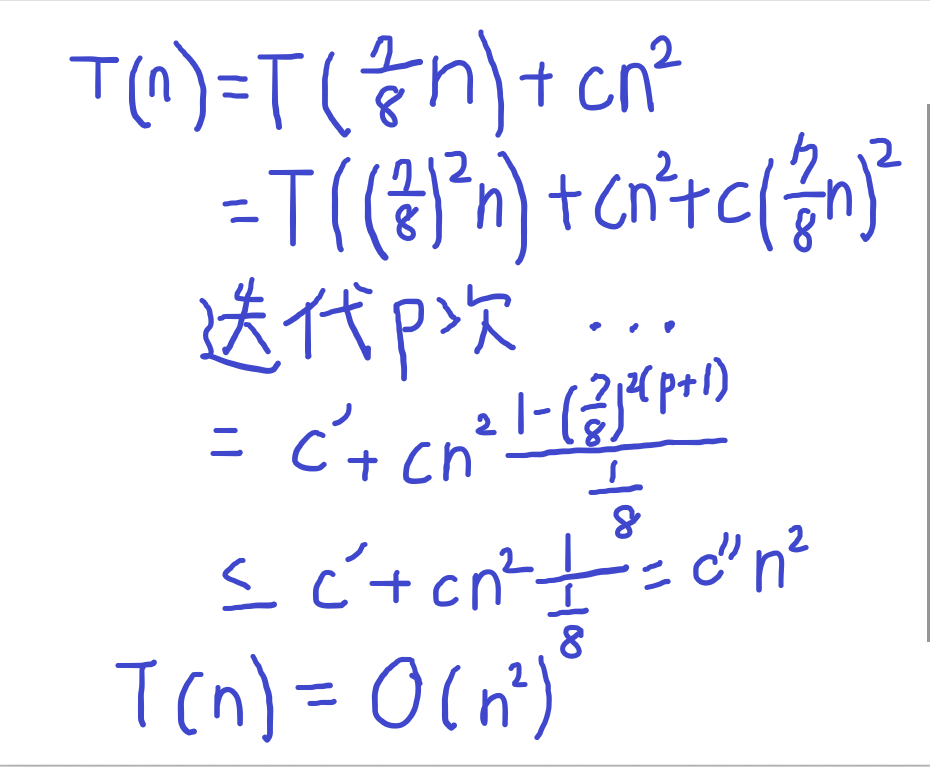 T(n) = T(7/8 n) + cn²
= T((7/8)²n) + cn² + c(7/8 n)²
迭代p次 ...
= c' + cn² (1-(7/8)^2(p+1))/(1/8)
≤ c' + cn² 1/(1/8) = c''n²
T(n) = O(n²)